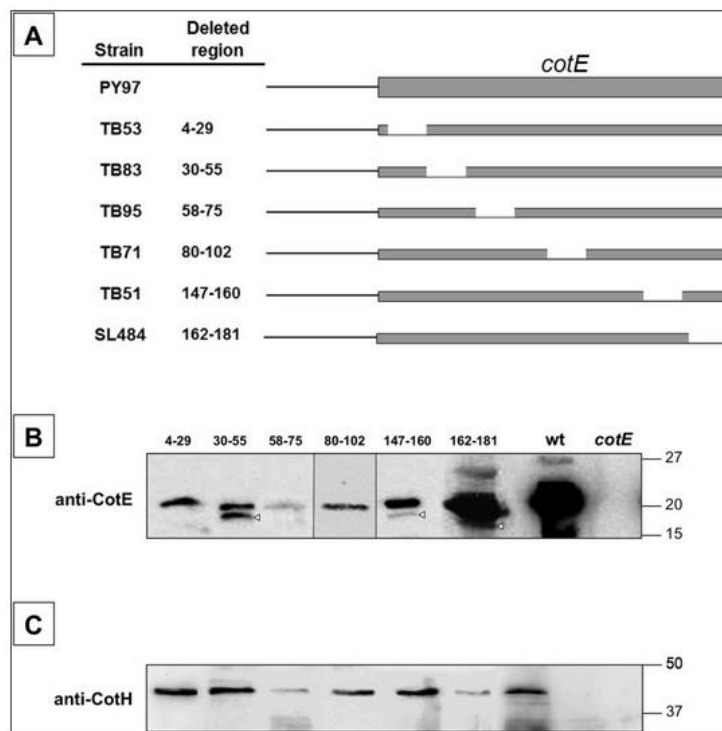 A
Strain Deleted region
cotE
PY97
TB53 4-29
TB83 30-55
TB95 58-75
TB71 80-102
TB51 147-160
SL484 162-181
B
4-29 30-55 58-75 80-102 147-160 162-181 wt cotE
27
anti-CotE
20
15
C
50
anti-CotH
37